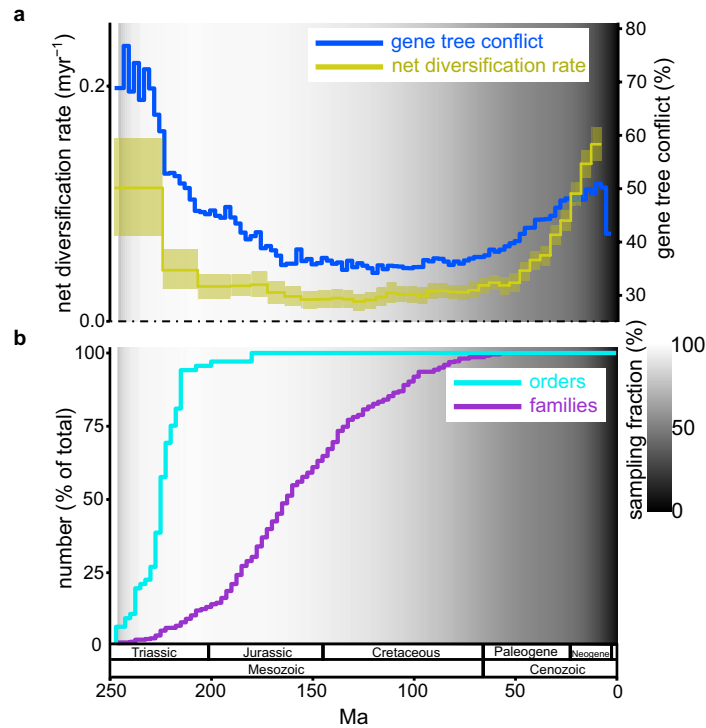 a
net diversification rate (myr⁻¹)
0.2
0.0
gene tree conflict
net diversification rate
80
70
60
50
40
30
gene tree conflict (%)
b
number (% of total)
100
75
50
25
0
orders
families
sampling fraction (%)
100
50
0
Triassic Jurassic Cretaceous Paleogene Neogene
Mesozoic Cenozoic
250 200 150 100 50 0
Ma